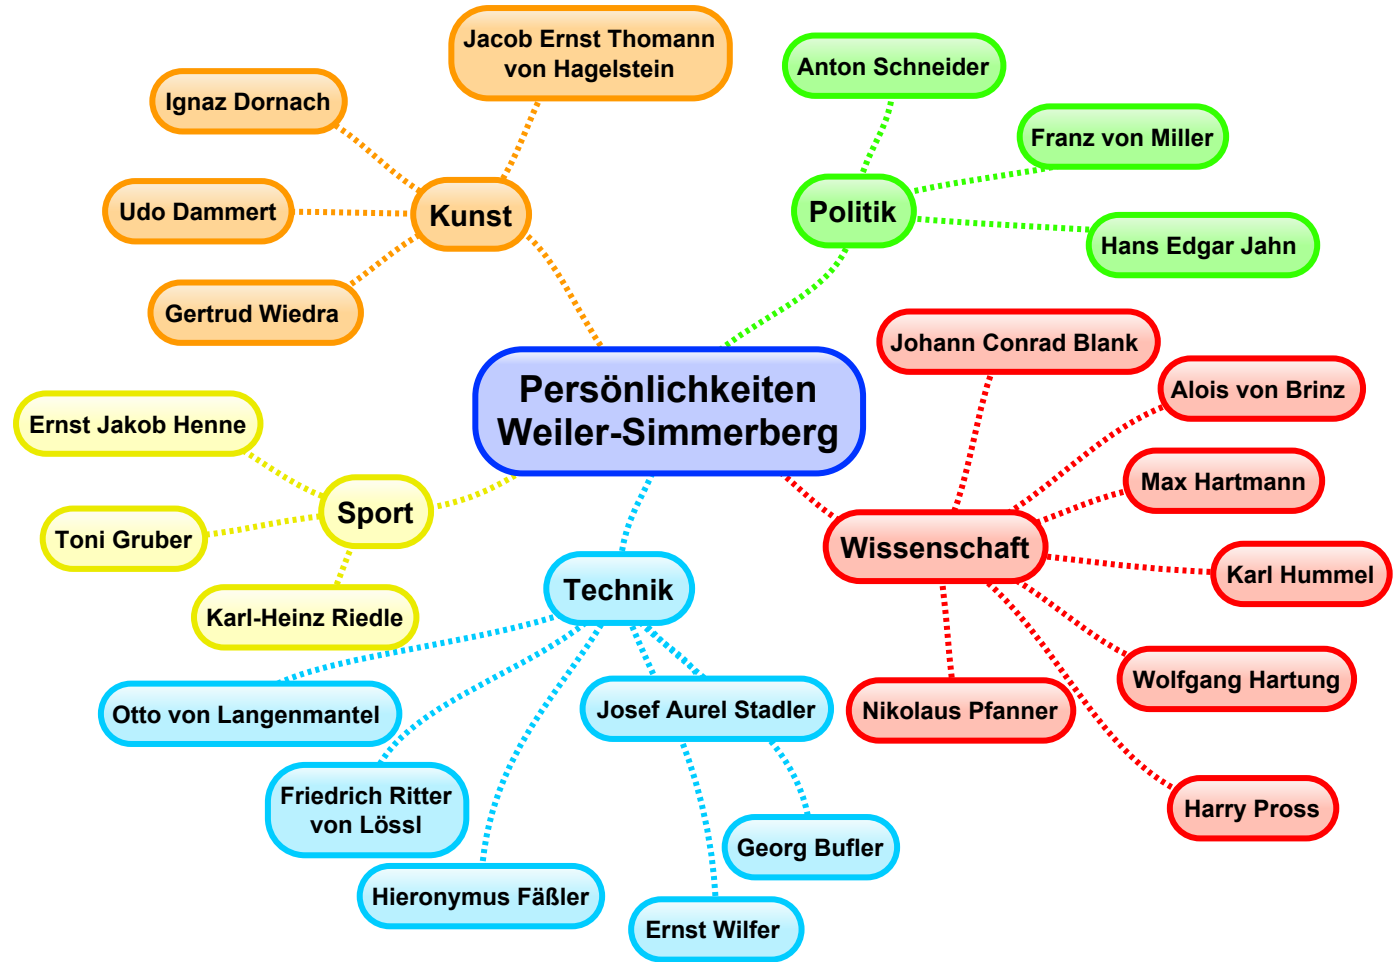 Jacob Ernst Thomann
von Hagelstein
Ignaz Dornach
Udo Dammert
Kunst
Gertrud Wiedra
Anton Schneider
Franz von Miller
Politik
Hans Edgar Jahn
Persönlichkeiten
Weiler-Simmerberg
Ernst Jakob Henne
Toni Gruber
Sport
Karl-Heinz Riedle
Johann Conrad Blank
Alois von Brinz
Max Hartmann
Wissenschaft
Karl Hummel
Wolfgang Hartung
Nikolaus Pfanner
Harry Pross
Technik
Otto von Langenmantel
Josef Aurel Stadler
Friedrich Ritter
von Lössl
Georg Bufler
Hieronymus Fäßler
Ernst Wilfer